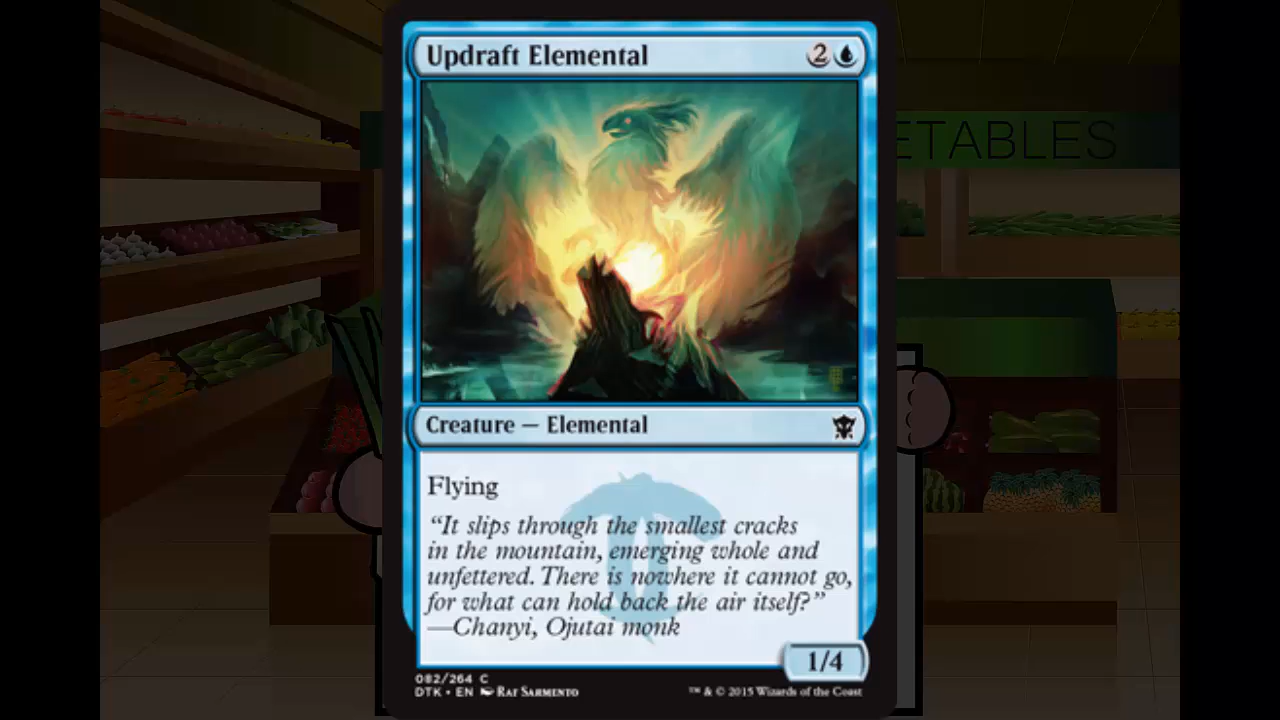 Updraft Elemental
2
ETABLES
Creature — Elemental
Flying
“It slips through the smallest cracks
in the mountain, emerging whole and
unfettered. There is nowhere it cannot go,
for what can hold back the air itself?”
—Chanyi, Ojutai monk
1/4
082/264 C
DTK • EN Raf Sarmento
™ & © 2015 Wizards of the Coast